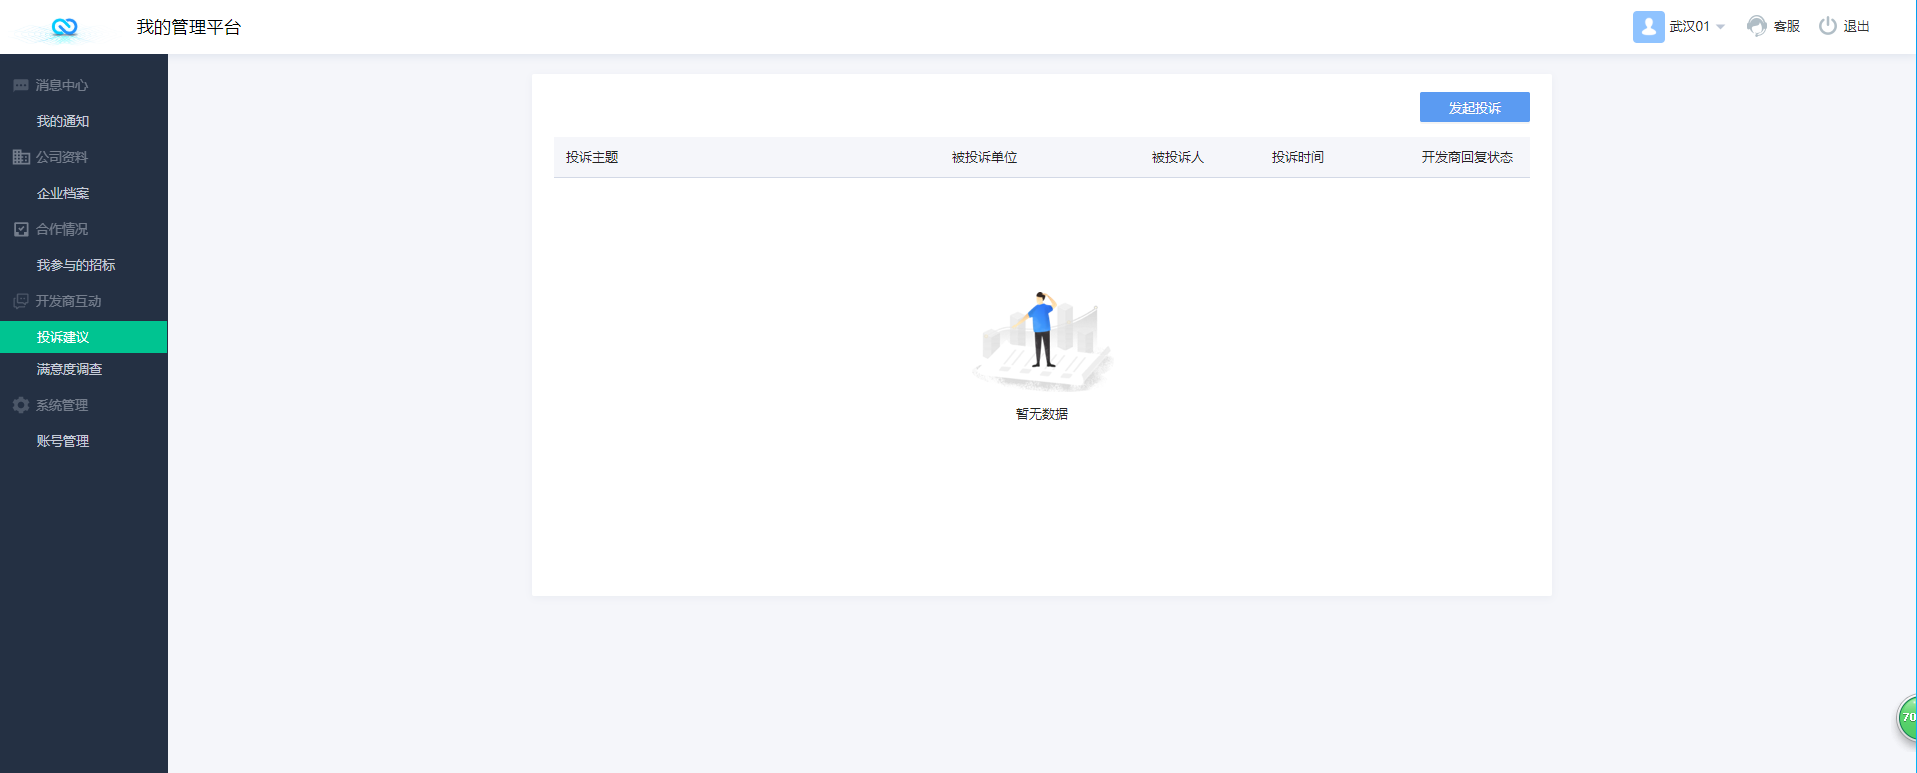 我的管理平台
武汉01
客服
退出
消息中心
我的通知
公司资料
企业档案
合作情况
我参与的招标
开发商互动
投诉建议
满意度调查
系统管理
账号管理
发起投诉
投诉主题 被投诉单位 被投诉人 投诉时间 开发商回复状态
暂无数据
70